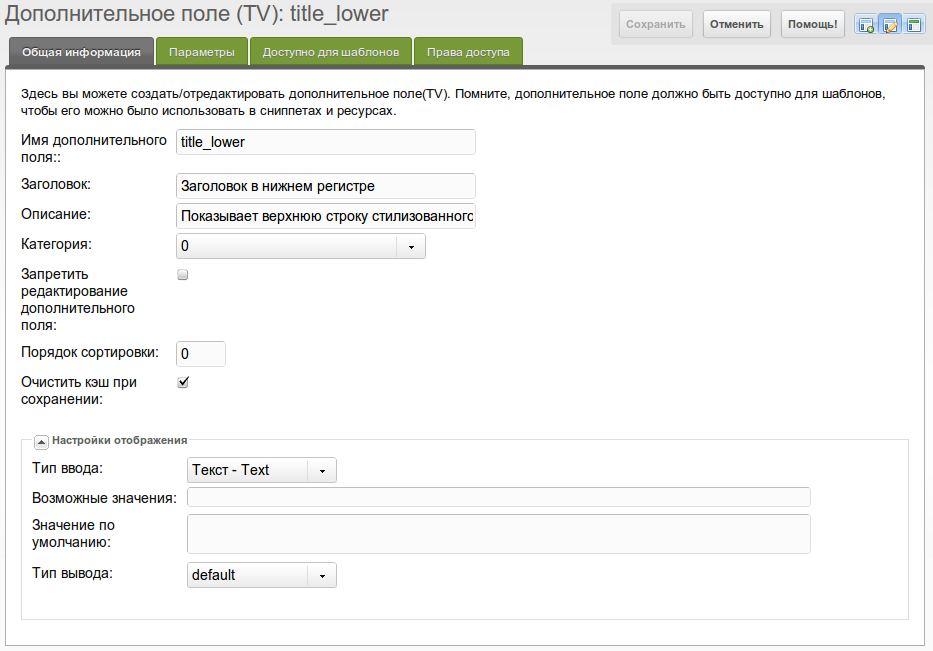 Дополнительное поле (TV): title_lower
Сохранить Отменить Помощь!
Общая информация Параметры Доступно для шаблонов Права доступа
Здесь вы можете создать/отредактировать дополнительное поле(TV). Помните, дополнительное поле должно быть доступно для шаблонов,
чтобы его можно было использовать в сниппетах и ресурсах.
Имя дополнительного
поля:: title_lower
Заголовок: Заголовок в нижнем регистре
Описание: Показывает верхнюю строку стилизованного
Категория: 0
Запретить
редактирование
дополнительного
поля:
Порядок сортировки: 0
Очистить кэш при
сохранении:
Настройки отображения
Тип ввода: Текст - Text
Возможные значения:
Значение по
умолчанию:
Тип вывода: default